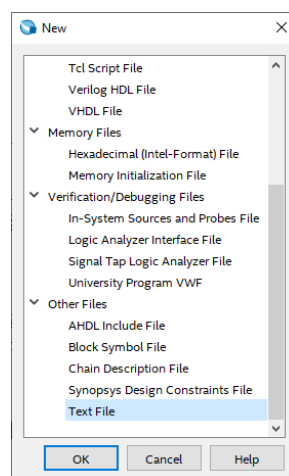 New
Tcl Script File
Verilog HDL File
VHDL File
Memory Files
Hexadecimal (Intel-Format) File
Memory Initialization File
Verification/Debugging Files
In-System Sources and Probes File
Logic Analyzer Interface File
Signal Tap Logic Analyzer File
University Program VWF
Other Files
AHDL Include File
Block Symbol File
Chain Description File
Synopsys Design Constraints File
Text File
OK Cancel Help